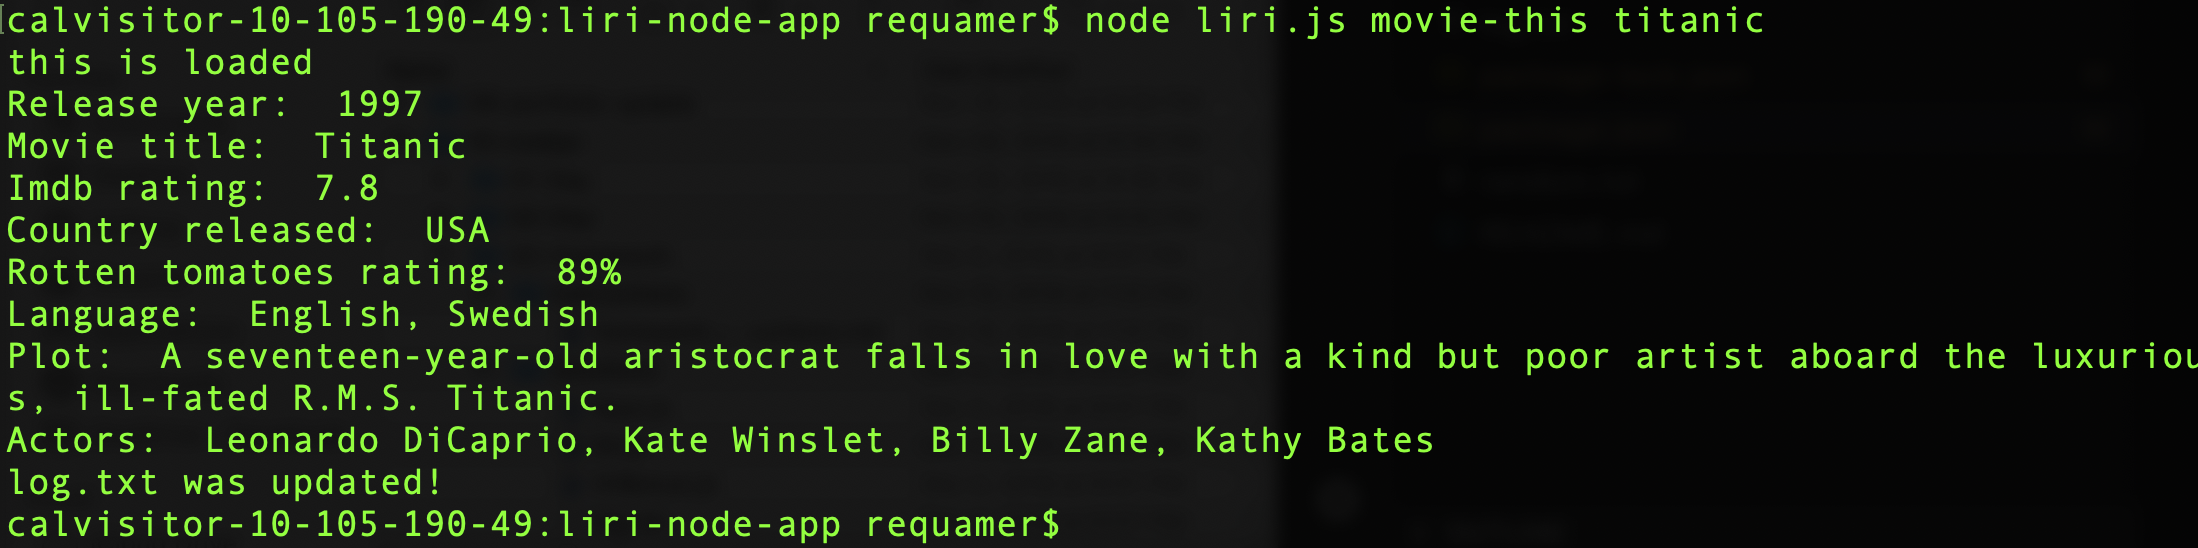 calvisitor-10-105-190-49:liri-node-app requamer$ node liri.js movie-this titanic
this is loaded
Release year:  1997
Movie title:  Titanic
Imdb rating:  7.8
Country released:  USA
Rotten tomatoes rating:  89%
Language:  English, Swedish
Plot:  A seventeen-year-old aristocrat falls in love with a kind but poor artist aboard the luxuriou
s, ill-fated R.M.S. Titanic.
Actors:  Leonardo DiCaprio, Kate Winslet, Billy Zane, Kathy Bates
log.txt was updated!
calvisitor-10-105-190-49:liri-node-app requamer$